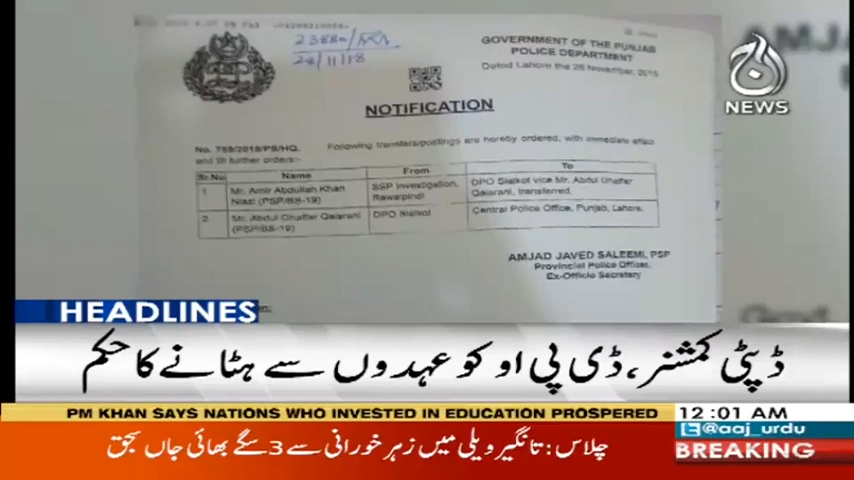 23880/
28/11/18
GOVERNMENT OF THE PUNJAB
POLICE DEPARTMENT
Dated Lahore the 28 November, 2018
NOTIFICATION
Following transfers/postings are hereby ordered, with immediate effect
and till further orders:-
Sr.No Name From To
1 Mr. Amir Abdullah Khan Niazi (PSP/BS-19) SSP Investigation, Rawalpindi DPO Sialkot vice Mr. Abdul Ghaffar Qaisrani, transferred.
2 Mr. Abdul Ghaffar Qaisrani (PSP/BS-19) DPO Sialkot Central Police Office, Punjab, Lahore.
AMJAD JAVED SALEEMI, PSP
Provincial Police Officer,
Ex-Officio Secretary
AMJAD
NEWS
HEADLINES
ڈپٹی کمشنر، ڈی پی او کو عہدوں سے ہٹانے کا حکم
PM KHAN SAYS NATIONS WHO INVESTED IN EDUCATION PROSPERED
12:01 AM
@aaj_urdu
BREAKING
چلاس: تانگیر ویلی میں زہر خورانی سے 3 سگے بھائی جاں بحق